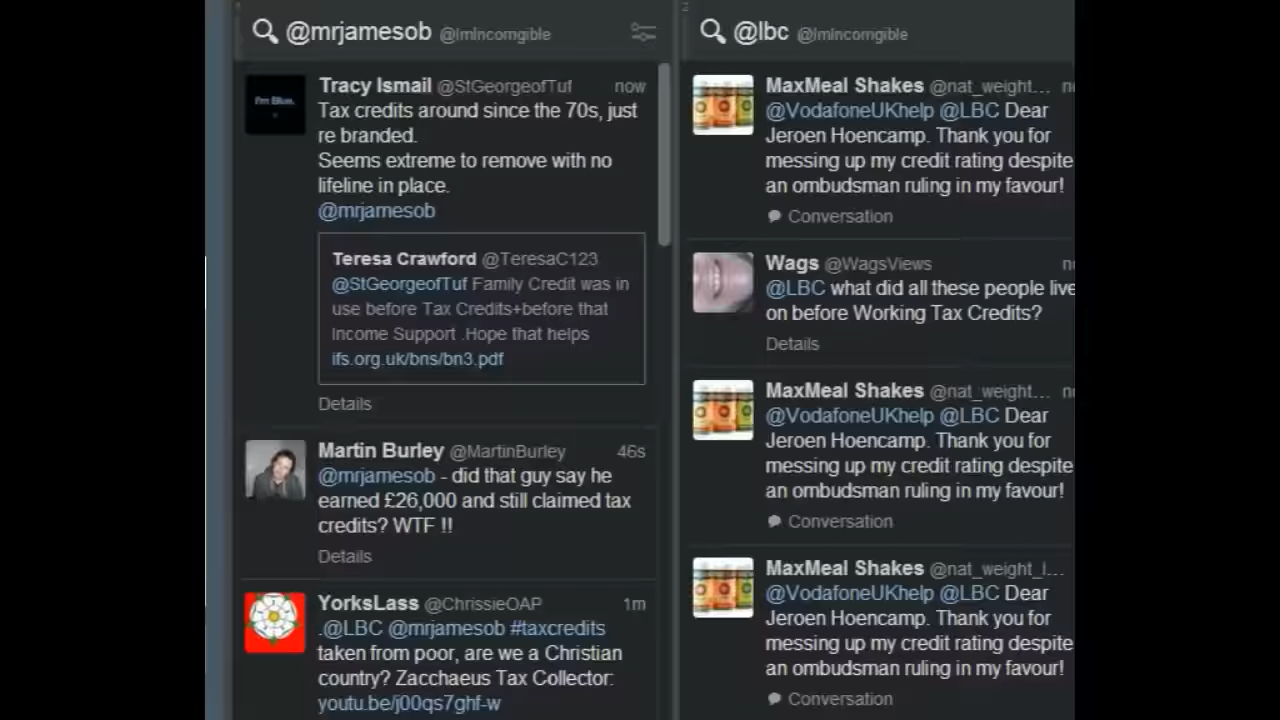 @mrjamesob @ImIncorrigible
Tracy Ismail @StGeorgeofTuf now
Tax credits around since the 70s, just
re branded.
Seems extreme to remove with no
lifeline in place.
@mrjamesob
Teresa Crawford @TeresaC123
@StGeorgeofTuf Family Credit was in
use before Tax Credits+before that
Income Support .Hope that helps
ifs.org.uk/bns/bn3.pdf
Details
Martin Burley @MartinBurley 46s
@mrjamesob - did that guy say he
earned £26,000 and still claimed tax
credits? WTF !!
Details
YorksLass @ChrissieOAP 1m
.@LBC @mrjamesob #taxcredits
taken from poor, are we a Christian
country? Zacchaeus Tax Collector:
youtu.be/j00qs7ghf-w
@lbc @ImIncorrigible
MaxMeal Shakes @nat_weight...
@VodafoneUKhelp @LBC Dear
Jeroen Hoencamp. Thank you for
messing up my credit rating despite
an ombudsman ruling in my favour!
Conversation
Wags @WagsViews
@LBC what did all these people live
on before Working Tax Credits?
Details
MaxMeal Shakes @nat_weight...
@VodafoneUKhelp @LBC Dear
Jeroen Hoencamp. Thank you for
messing up my credit rating despite
an ombudsman ruling in my favour!
Conversation
MaxMeal Shakes @nat_weight_l...
@VodafoneUKhelp @LBC Dear
Jeroen Hoencamp. Thank you for
messing up my credit rating despite
an ombudsman ruling in my favour!
Conversation